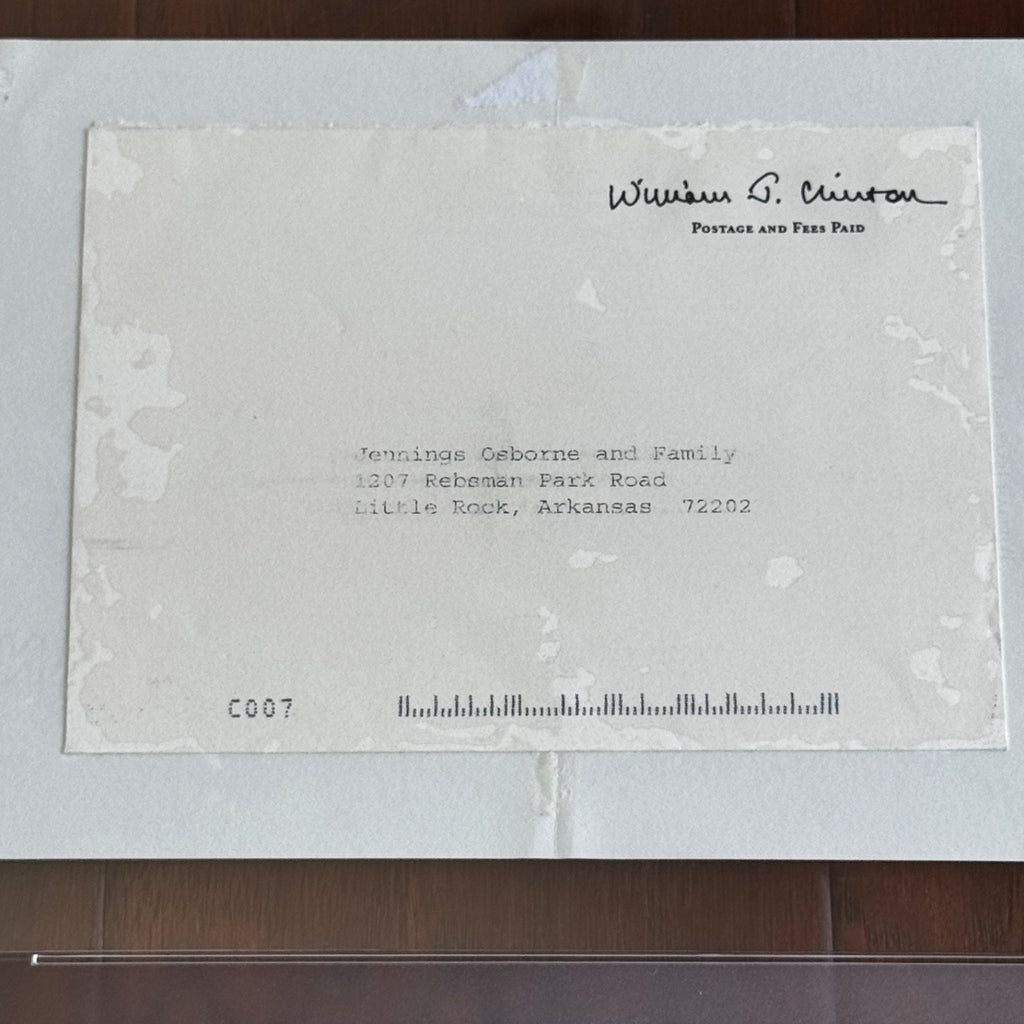 William J. Clinton
Postage and Fees Paid
Jennings Osborne and Family
1207 Rebsman Park Road
Little Rock, Arkansas 72202
C007